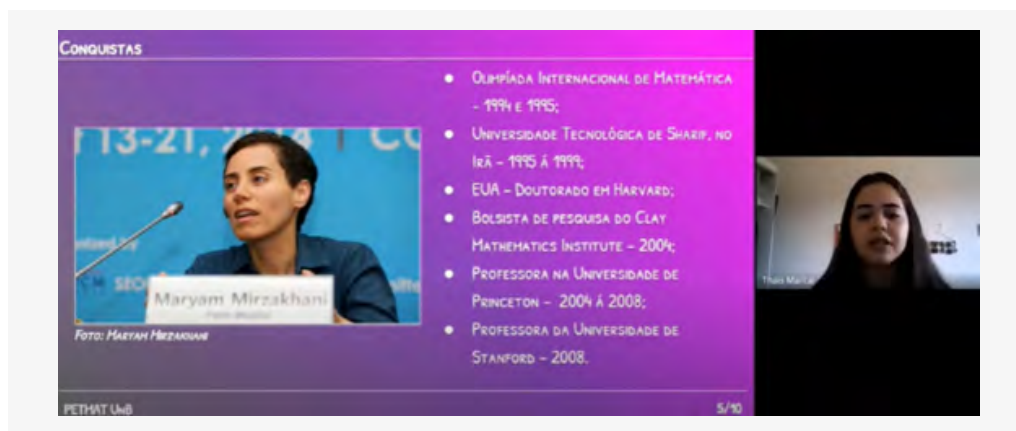 Conquistas
● Olimpíada Internacional de Matemática
- 1994 e 1995;
● Universidade Tecnológica de Sharif, no
Irã - 1995 á 1999;
● EUA - Doutorado em Harvard;
● Bolsista de pesquisa do Clay
Mathematics Institute - 2004;
● Professora na Universidade de
Princeton - 2004 á 2008;
● Professora da Universidade de
Stanford - 2008.
13-21,
Maryam Mirzakhani
Foto: Maryam Mirzakhani
PETMAT UnB
5/10